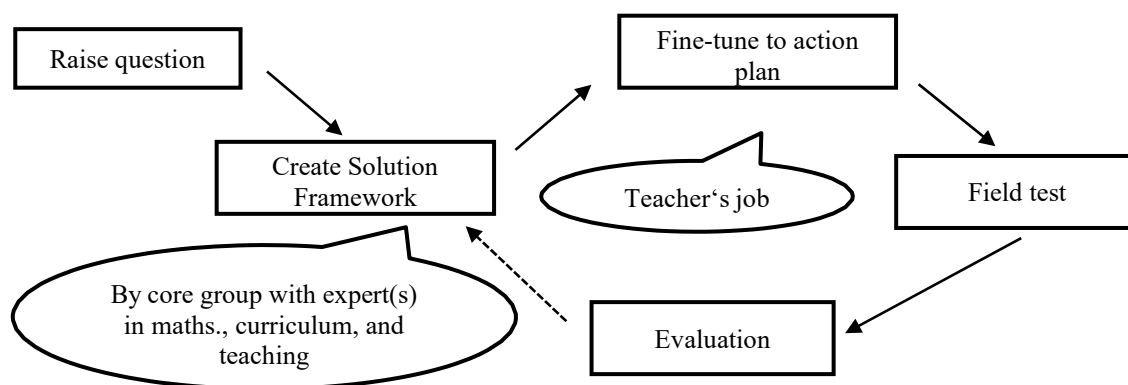 Raise question
Fine-tune to action
plan
Create Solution
Framework
Teacher‘s job
Field test
By core group with expert(s)
in maths., curriculum, and
teaching
Evaluation